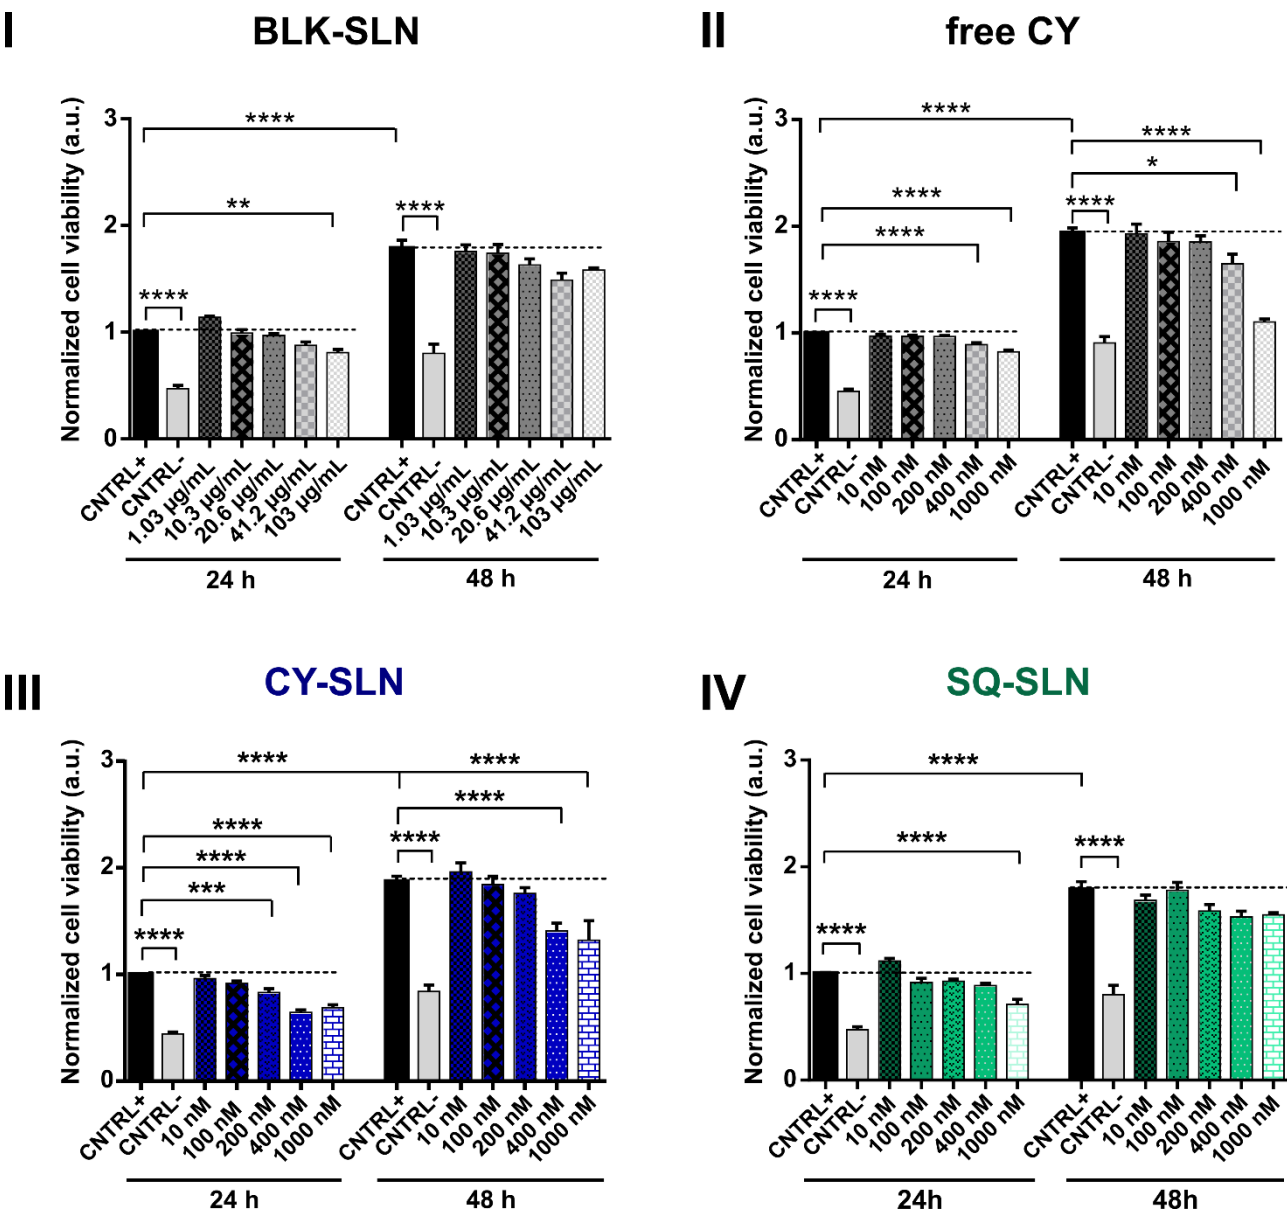 I
BLK-SLN
Normalized cell viability (a.u.)
3
2
1
0
****
**
****
****
CNTRL+
CNTRL-
1.03 µg/mL
10.3 µg/mL
20.6 µg/mL
41.2 µg/mL
103 µg/mL
CNTRL+
CNTRL-
1.03 µg/mL
10.3 µg/mL
20.6 µg/mL
41.2 µg/mL
103 µg/mL
24 h
48 h
II
free CY
Normalized cell viability (a.u.)
3
2
1
0
****
****
*
****
****
****
****
CNTRL+
CNTRL-
10 nM
100 nM
200 nM
400 nM
1000 nM
CNTRL+
CNTRL-
10 nM
100 nM
200 nM
400 nM
1000 nM
24 h
48 h
III
CY-SLN
Normalized cell viability (a.u.)
3
2
1
0
****
****
****
****
****
****
***
****
CNTRL+
CNTRL-
10 nM
100 nM
200 nM
400 nM
1000 nM
CNTRL+
CNTRL-
10 nM
100 nM
200 nM
400 nM
1000 nM
24 h
48 h
IV
SQ-SLN
Normalized cell viability (a.u.)
3
2
1
0
****
****
****
****
CNTRL+
CNTRL-
10 nM
100 nM
200 nM
400 nM
1000 nM
CNTRL+
CNTRL-
10 nM
100 nM
200 nM
400 nM
1000 nM
24h
48h